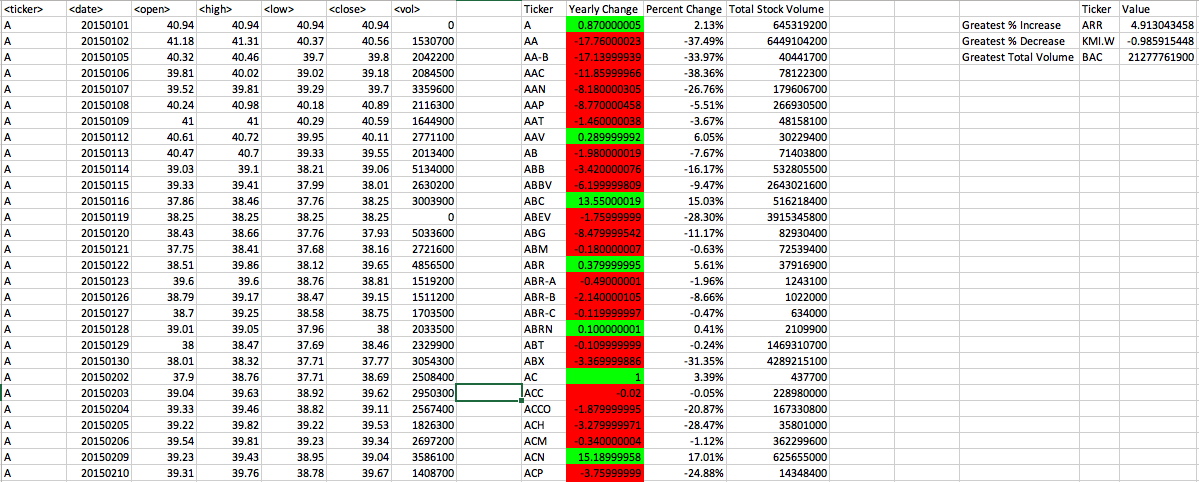 <ticker> <date> <open> <high> <low> <close> <vol> Ticker Yearly Change Percent Change Total Stock Volume Ticker Value
A 20150101 40.94 40.94 40.94 40.94 0 A 0.870000005 2.13% 645319200 Greatest % Increase ARR 4.913043458
A 20150102 41.18 41.31 40.37 40.56 1530700 AA -17.76000023 -37.49% 6449104200 Greatest % Decrease KMI.W -0.985915448
A 20150105 40.32 40.46 39.7 39.8 2042200 AA-B -17.13999939 -33.97% 40441700 Greatest Total Volume BAC 21277761900
A 20150106 39.81 40.02 39.02 39.18 2084500 AAC -11.85999966 -38.36% 78122300
A 20150107 39.52 39.81 39.29 39.7 3359600 AAN -8.180000305 -26.76% 179606700
A 20150108 40.24 40.98 40.18 40.89 2116300 AAP -8.770000458 -5.51% 266930500
A 20150109 41 41 40.29 40.59 1644900 AAT -1.460000038 -3.67% 48158100
A 20150112 40.61 40.72 39.95 40.11 2771100 AAV 0.289999992 6.05% 30229400
A 20150113 40.47 40.7 39.33 39.55 2013400 AB -1.980000019 -7.67% 71403800
A 20150114 39.03 39.1 38.21 39.06 5134000 ABB -3.420000076 -16.17% 532805500
A 20150115 39.33 39.41 37.99 38.01 2630200 ABBV -6.199999809 -9.47% 2643021600
A 20150116 37.86 38.46 37.76 38.25 3003900 ABC 13.55000019 15.03% 516218400
A 20150119 38.25 38.25 38.25 38.25 0 ABEV -1.75999999 -28.30% 3915345800
A 20150120 38.43 38.66 37.76 37.93 5033600 ABG -8.479999542 -11.17% 82930400
A 20150121 37.75 38.41 37.68 38.16 2721600 ABM -0.180000007 -0.63% 72539400
A 20150122 38.51 39.86 38.12 39.65 4856500 ABR 0.379999995 5.61% 37916900
A 20150123 39.6 39.6 38.76 38.81 1519200 ABR-A -0.49000001 -1.96% 1243100
A 20150126 38.79 39.17 38.47 39.15 1511200 ABR-B -2.140000105 -8.66% 1022000
A 20150127 38.7 39.25 38.58 38.75 1703500 ABR-C -0.119999997 -0.47% 634000
A 20150128 39.01 39.05 37.96 38 2033500 ABRN 0.100000001 0.41% 2109900
A 20150129 38 38.47 37.69 38.46 2329900 ABT -0.109999999 -0.24% 1469310700
A 20150130 38.01 38.32 37.71 37.77 3054300 ABX -3.369999886 -31.35% 4289215100
A 20150202 37.9 38.76 37.71 38.69 2508400 AC 1 3.39% 437700
A 20150203 39.04 39.63 38.92 39.62 2950300 ACC -0.02 -0.05% 228980000
A 20150204 39.33 39.46 38.82 39.11 2567400 ACCO -1.879999995 -20.87% 167330800
A 20150205 39.22 39.82 39.22 39.53 1826300 ACH -3.279999971 -28.47% 35801000
A 20150206 39.54 39.81 39.23 39.34 2697200 ACM -0.340000004 -1.12% 362299600
A 20150209 39.23 39.43 38.95 39.04 3586100 ACN 15.18999958 17.01% 625655000
A 20150210 39.31 39.76 38.78 39.67 1408700 ACP -3.75999999 -24.88% 14348400